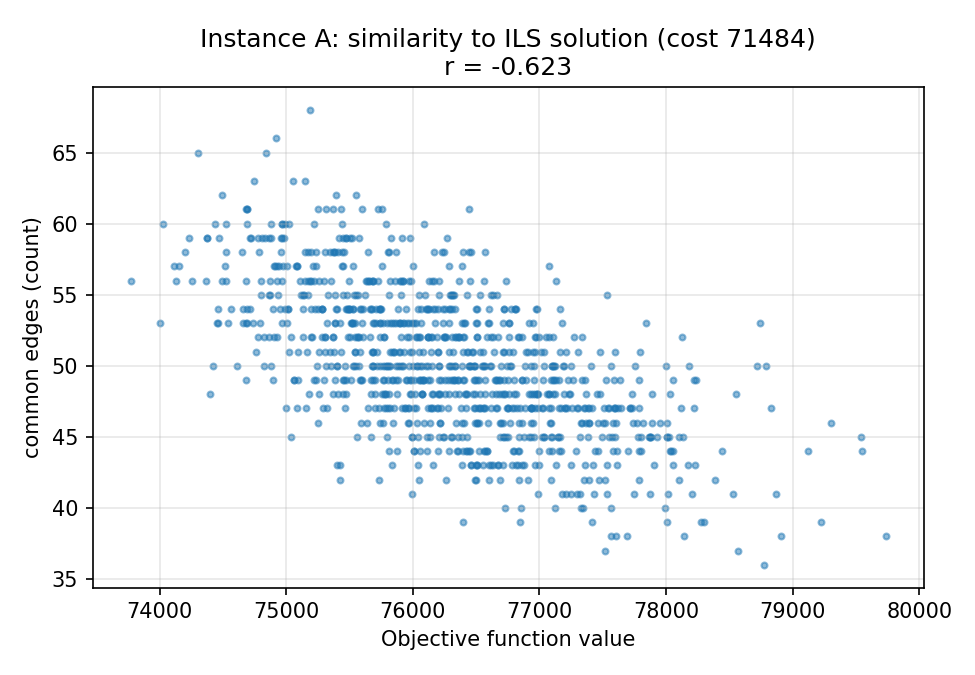 Instance A: similarity to ILS solution (cost 71484)
r = -0.623
common edges (count)
65
60
55
50
45
40
35
74000 75000 76000 77000 78000 79000 80000
Objective function value